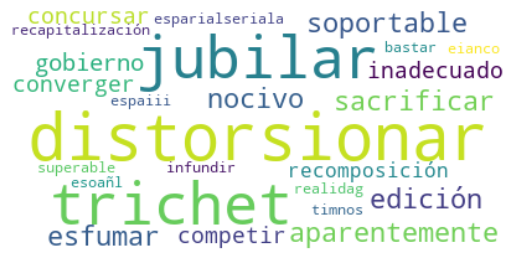 concursar esparialseriala soportable
recapitalización jubilar bastar eianco
gobierno inadecuado
converger espaiii nocivo sacrificar
distorsionar
superable infundir recomposición
esoañl trichet realidag edición
timnos
esfumar competir aparentemente